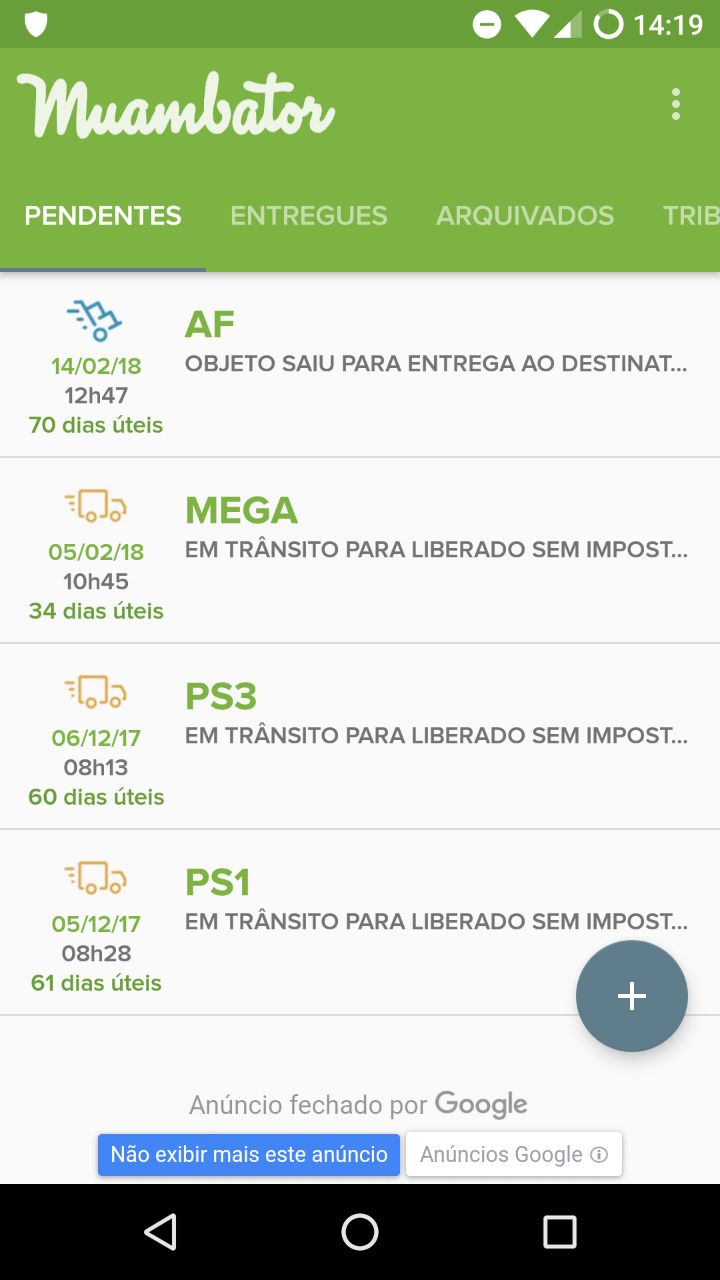 14:19
Muambator
PENDENTES ENTREGUES ARQUIVADOS TRIB
AF
OBJETO SAIU PARA ENTREGA AO DESTINAT...
14/02/18
12h47
70 dias úteis
MEGA
EM TRÂNSITO PARA LIBERADO SEM IMPOST...
05/02/18
10h45
34 dias úteis
PS3
EM TRÂNSITO PARA LIBERADO SEM IMPOST...
06/12/17
08h13
60 dias úteis
PS1
EM TRÂNSITO PARA LIBERADO SEM IMPOST...
05/12/17
08h28
61 dias úteis
+
Anúncio fechado por Google
Não exibir mais este anúncio Anúncios Google